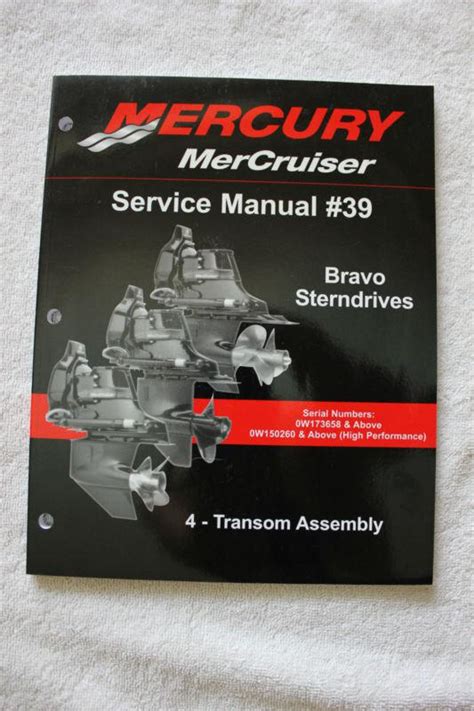 MERCURY
MerCruiser
Service Manual #39
Bravo
Sterndrives
Serial Numbers:
0W173658 & Above
0W150260 & Above (High Performance)
4 - Transom Assembly